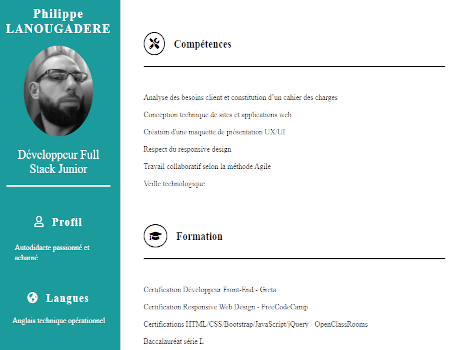 Philippe
LANOUGADERE
Développeur Full
Stack Junior
Profil
Autodidacte passionné et
acharné
Langues
Anglais technique opérationnel
Compétences
Analyse des besoins client et constitution d'un cahier des charges
Conception technique de sites et applications web
Création d'une maquette de présentation UX/UI
Respect du responsive design
Travail collaboratif selon la méthode Agile
Veille technologique
Formation
Certification Développeur Front-End - Greta
Certification Responsive Web Design - FreeCodeCamp
Certifications HTML/CSS/Bootstrap/JavaScript/jQuery - OpenClassRooms
Baccalauréat série L